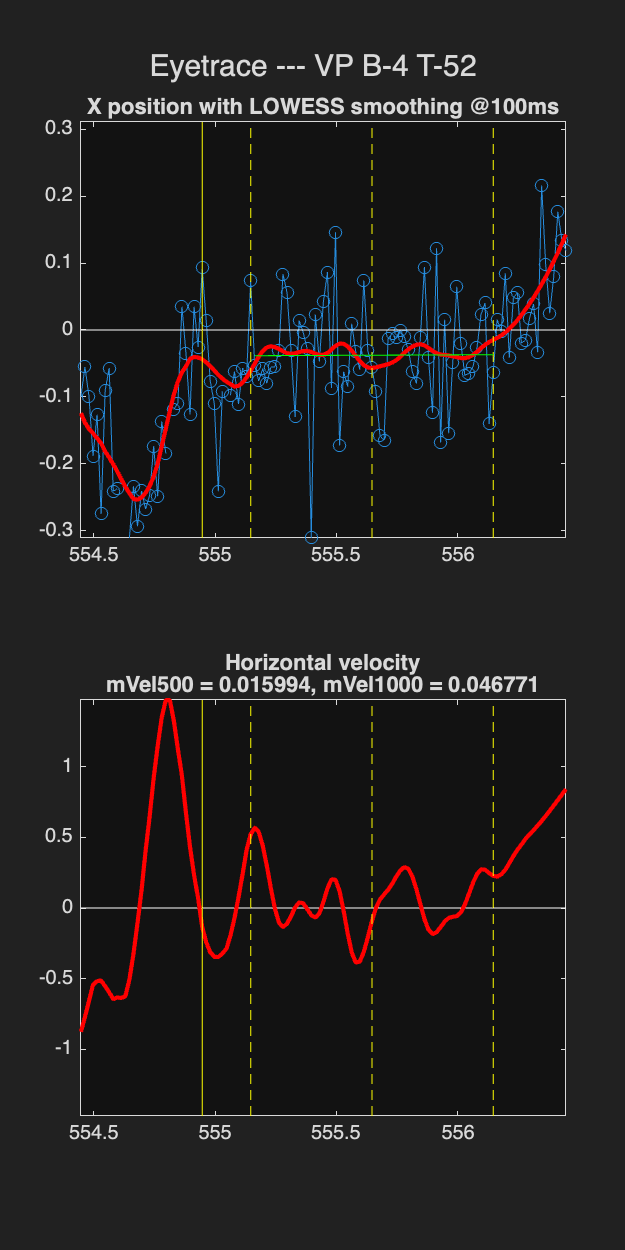 Eyetrace --- VP B-4 T-52
X position with LOWESS smoothing @100ms
0.3
0.2
0.1
0
-0.1
-0.2
-0.3
554.5 555 555.5 556
Horizontal velocity
mVel500 = 0.015994, mVel1000 = 0.046771
1
0.5
0
-0.5
-1
554.5 555 555.5 556